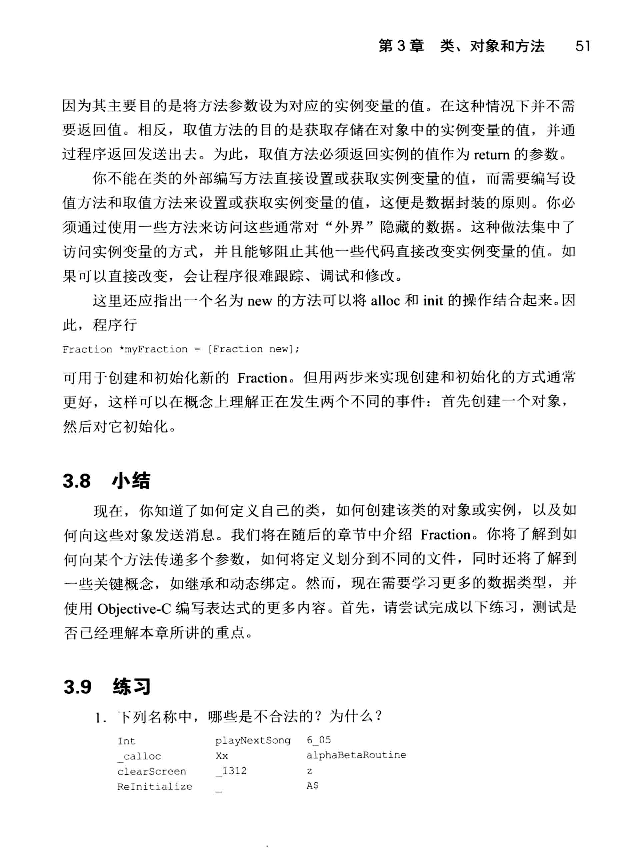 第 3 章　类、对象和方法　51
因为其主要目的是将方法参数设为对应的实例变量的值。在这种情况下并不需
要返回值。相反，取值方法的目的是获取存储在对象中的实例变量的值，并通
过程序返回发送出去。为此，取值方法必须返回实例的值作为 return 的参数。
你不能在类的外部编写方法直接设置或获取实例变量的值，而需要编写设
值方法和取值方法来设置或获取实例变量的值，这便是数据封装的原则。你必
须通过使用一些方法来访问这些通常对“外界”隐藏的数据。这种做法集中了
访问实例变量的方式，并且能够阻止其他一些代码直接改变实例变量的值。如
果可以直接改变，会让程序很难跟踪、调试和修改。
这里还应指出一个名为 new 的方法可以将 alloc 和 init 的操作结合起来。因
此，程序行
Fraction *myFraction = [Fraction new];
可用于创建和初始化新的 Fraction。但用两步来实现创建和初始化的方式通常
更好，这样可以在概念上理解正在发生两个不同的事件：首先创建一个对象，
然后对它初始化。
3.8　小结
现在，你知道了如何定义自己的类，如何创建该类的对象或实例，以及如
何向这些对象发送消息。我们将在随后的章节中介绍 Fraction。你将了解到如
何向某个方法传递多个参数，如何将定义划分到不同的文件，同时还将了解到
一些关键概念，如继承和动态绑定。然而，现在需要学习更多的数据类型，并
使用 Objective-C 编写表达式的更多内容。首先，请尝试完成以下练习，测试是
否已经理解本章所讲的重点。
3.9　练习
1．下列名称中，哪些是不合法的？为什么？
Int playNextSong 6_05
_calloc Xx alphaBetaRoutine
clearScreen _1312 z
ReInitialize _ A$